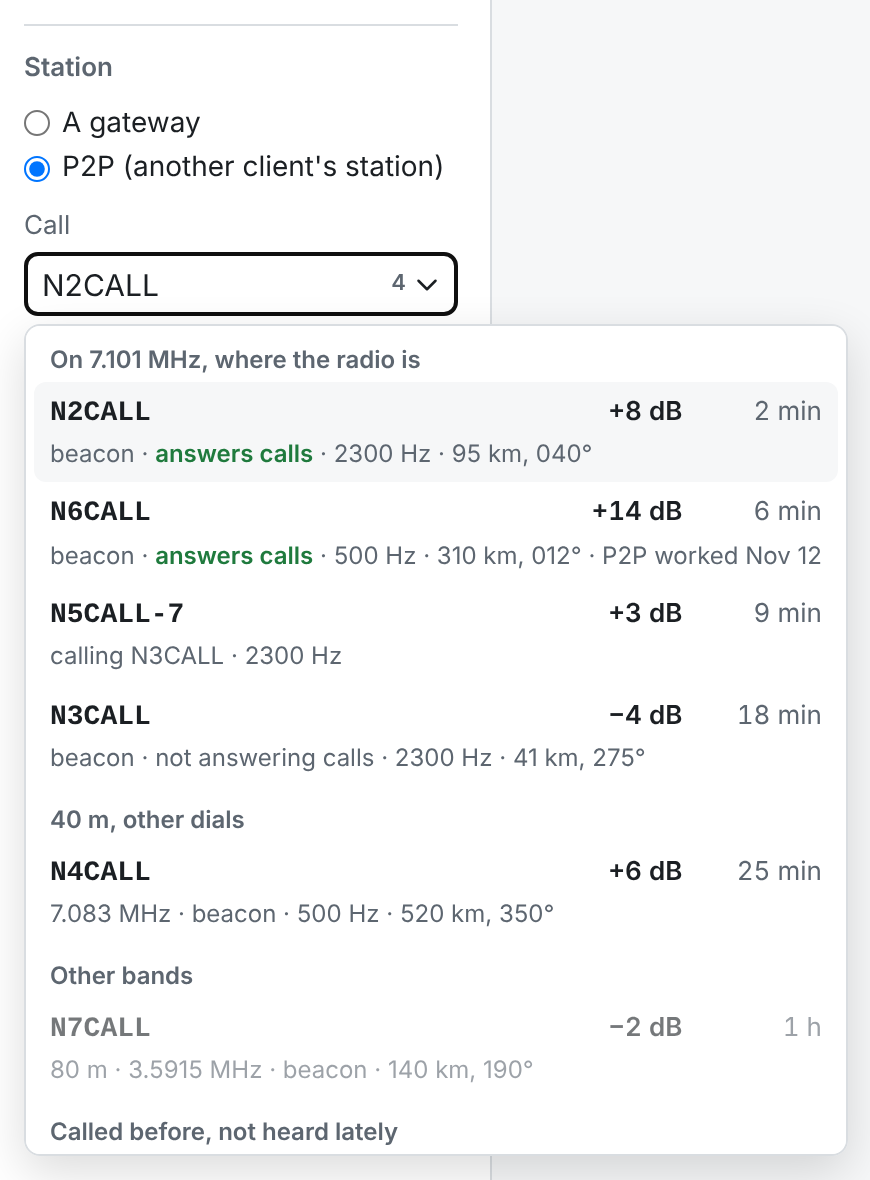 Station
A gateway
P2P (another client's station)
Call
N2CALL 4
On 7.101 MHz, where the radio is
N2CALL +8 dB 2 min
beacon · answers calls · 2300 Hz · 95 km, 040°
N6CALL +14 dB 6 min
beacon · answers calls · 500 Hz · 310 km, 012° · P2P worked Nov 12
N5CALL-7 +3 dB 9 min
calling N3CALL · 2300 Hz
N3CALL −4 dB 18 min
beacon · not answering calls · 2300 Hz · 41 km, 275°
40 m, other dials
N4CALL +6 dB 25 min
7.083 MHz · beacon · 500 Hz · 520 km, 350°
Other bands
N7CALL −2 dB 1 h
80 m · 3.5915 MHz · beacon · 140 km, 190°
Called before, not heard lately